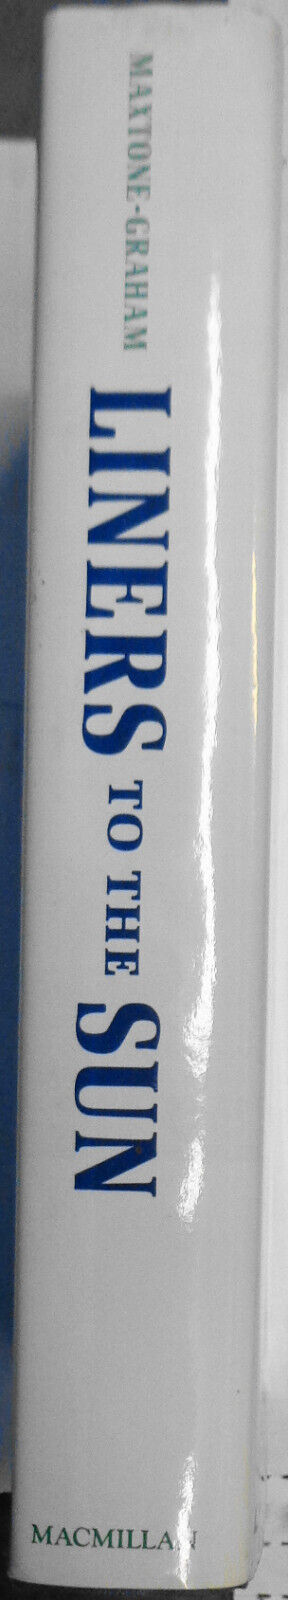 MAXTONE-GRAHAM
LINERS TO THE SUN
MACMILLAN